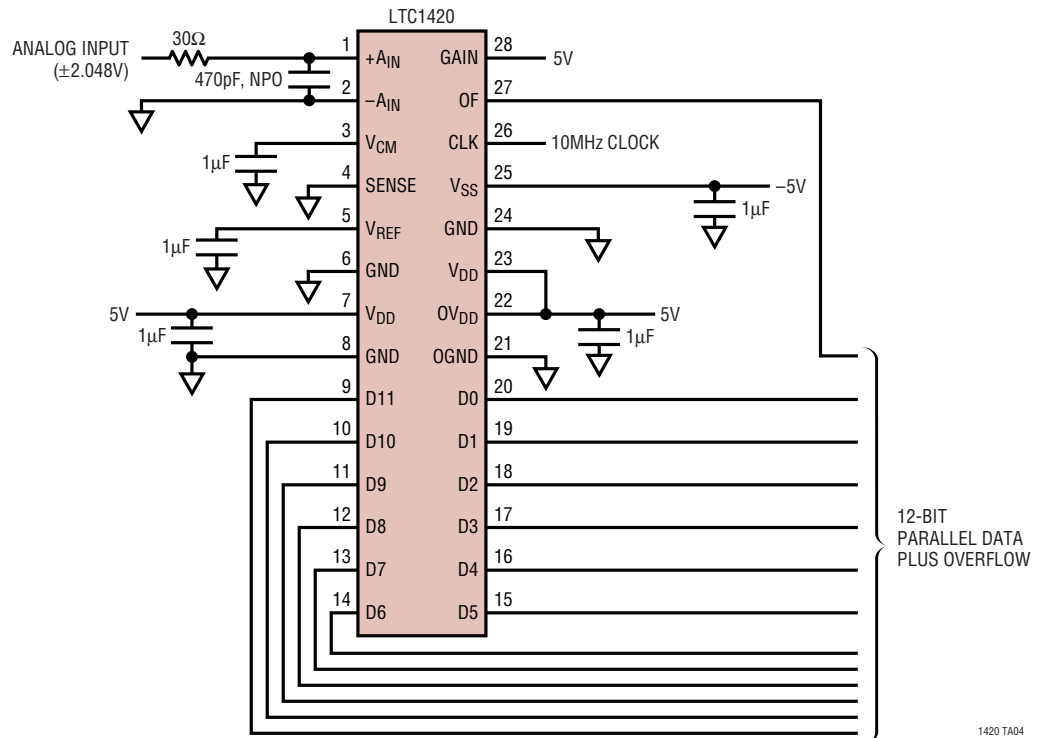 LTC1420
ANALOG INPUT
(±2.048V)
30Ω
470pF, NPO
1 +AIN
2 –AIN
3 VCM
1µF
4 SENSE
5 VREF
1µF
6 GND
5V
7 VDD
1µF
8 GND
9 D11
10 D10
11 D9
12 D8
13 D7
14 D6
GAIN 28
5V
OF 27
CLK 26
10MHz CLOCK
VSS 25
–5V
1µF
GND 24
VDD 23
OVDD 22
5V
1µF
OGND 21
D0 20
D1 19
D2 18
D3 17
D4 16
D5 15
12-BIT
PARALLEL DATA
PLUS OVERFLOW
1420 TA04